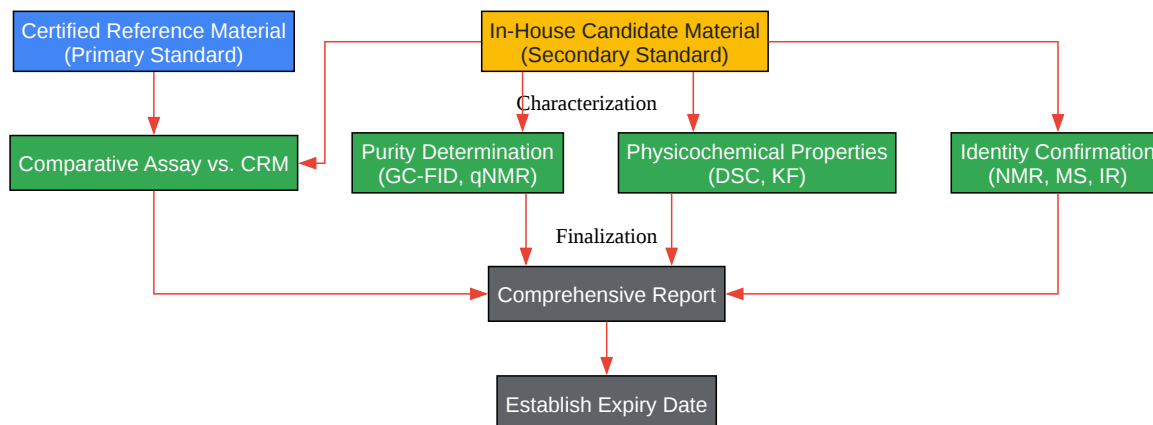 Certified Reference Material
(Primary Standard)
In-House Candidate Material
(Secondary Standard)
Characterization
Comparative Assay vs. CRM
Purity Determination
(GC-FID, qNMR)
Physicochemical Properties
(DSC, KF)
Identity Confirmation
(NMR, MS, IR)
Finalization
Comprehensive Report
Establish Expiry Date